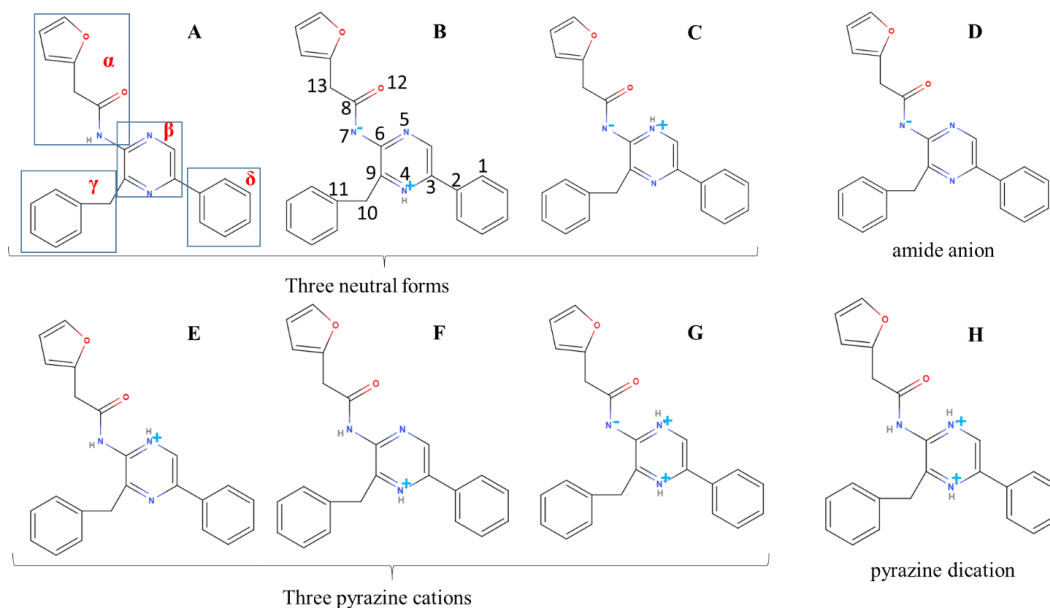 A B C D
α
β
γ
δ
N H O N N
13 12
8 O
7 N - 5 N
6
9 4 3
N + H
11 10 2 1
O O N - H N + N
O O N - N N
Three neutral forms
amide anion
E F G H
O O N H H N + N
O O N H N N + H
O O N - H N + N + H
O O N H H N + N + H
Three pyrazine cations
pyrazine dication